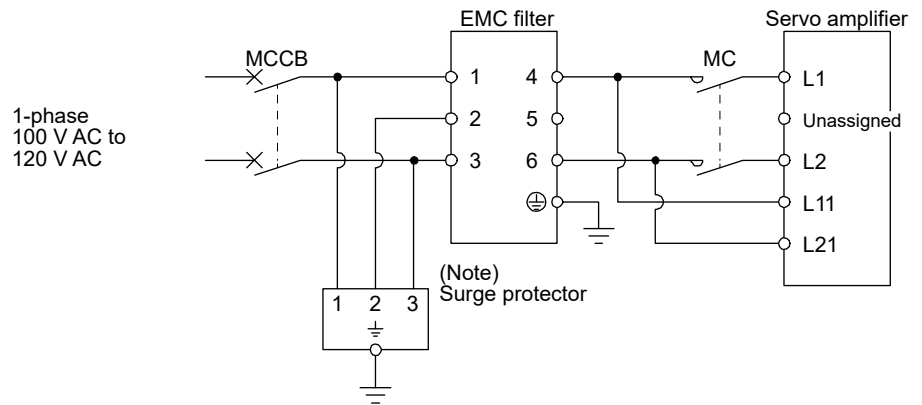 EMC filter
Servo amplifier
MCCB
MC
1
4
L1
1-phase
100 V AC to
120 V AC
2
5
Unassigned
3
6
L2
L11
L21
(Note)
Surge protector
1 2 3